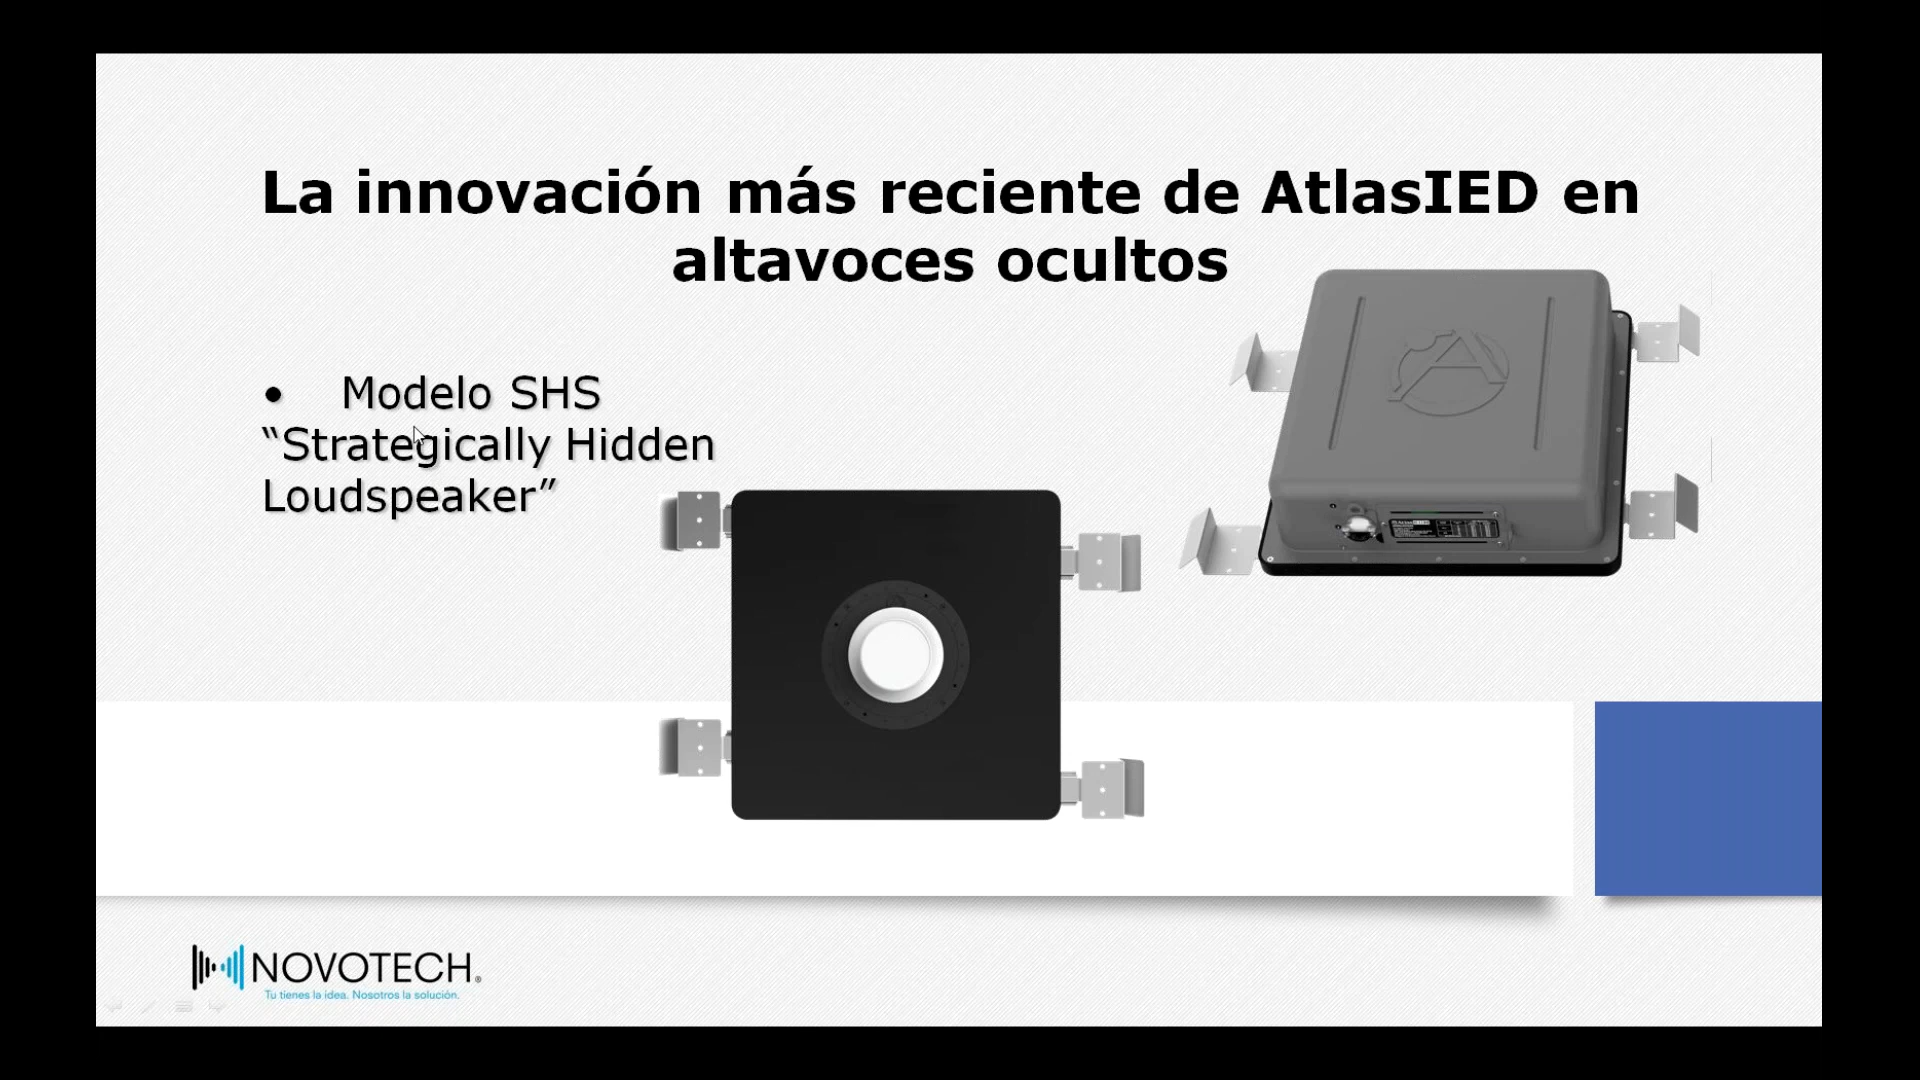 La innovación más reciente de AtlasIED en
altavoces ocultos
• Modelo SHS
“Strategically Hidden
Loudspeaker”
NOVOTECH®
Tu tienes la idea. Nosotros la solución.